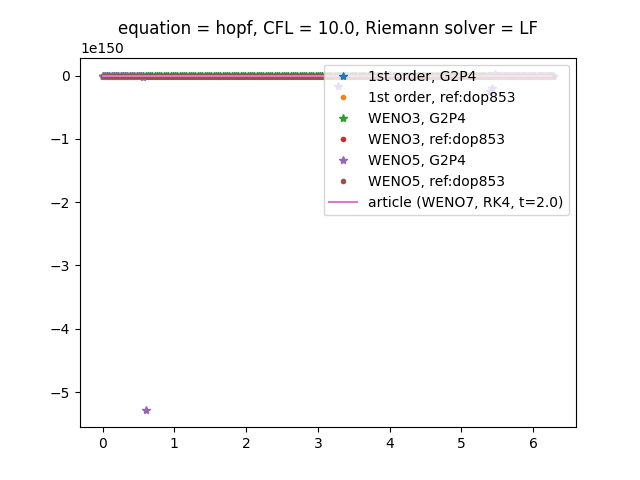 equation = hopf, CFL = 10.0, Riemann solver = LF
1e150
0
−1
−2
−3
−4
−5
1st order, G2P4
1st order, ref:dop853
WENO3, G2P4
WENO3, ref:dop853
WENO5, G2P4
WENO5, ref:dop853
article (WENO7, RK4, t=2.0)
0 1 2 3 4 5 6